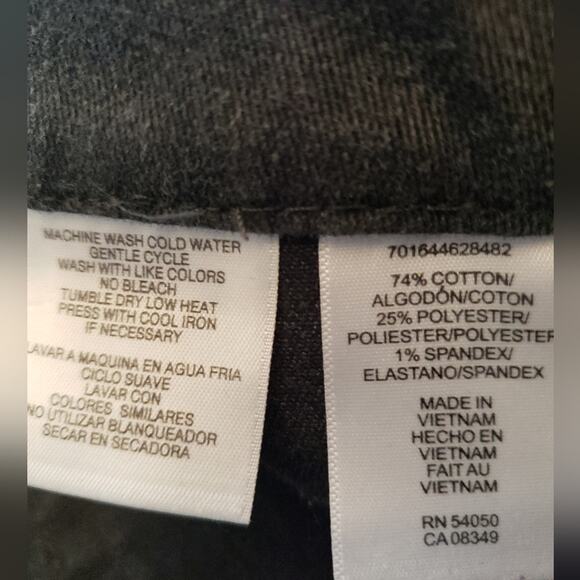 MACHINE WASH COLD WATER
GENTLE CYCLE
WASH WITH LIKE COLORS
NO BLEACH
TUMBLE DRY LOW HEAT
PRESS WITH COOL IRON
IF NECESSARY
LAVAR A MAQUINA EN AGUA FRIA
CICLO SUAVE
LAVAR CON
COLORES SIMILARES
NO UTILIZAR BLANQUEADOR
SECAR EN SECADORA
701644628482
74% COTTON/
ALGODÓN/COTON
25% POLYESTER/
POLIESTER/POLYESTER
1% SPANDEX/
ELASTANO/SPANDEX
MADE IN
VIETNAM
HECHO EN
VIETNAM
FAIT AU
VIETNAM
RN 54050
CA 08349